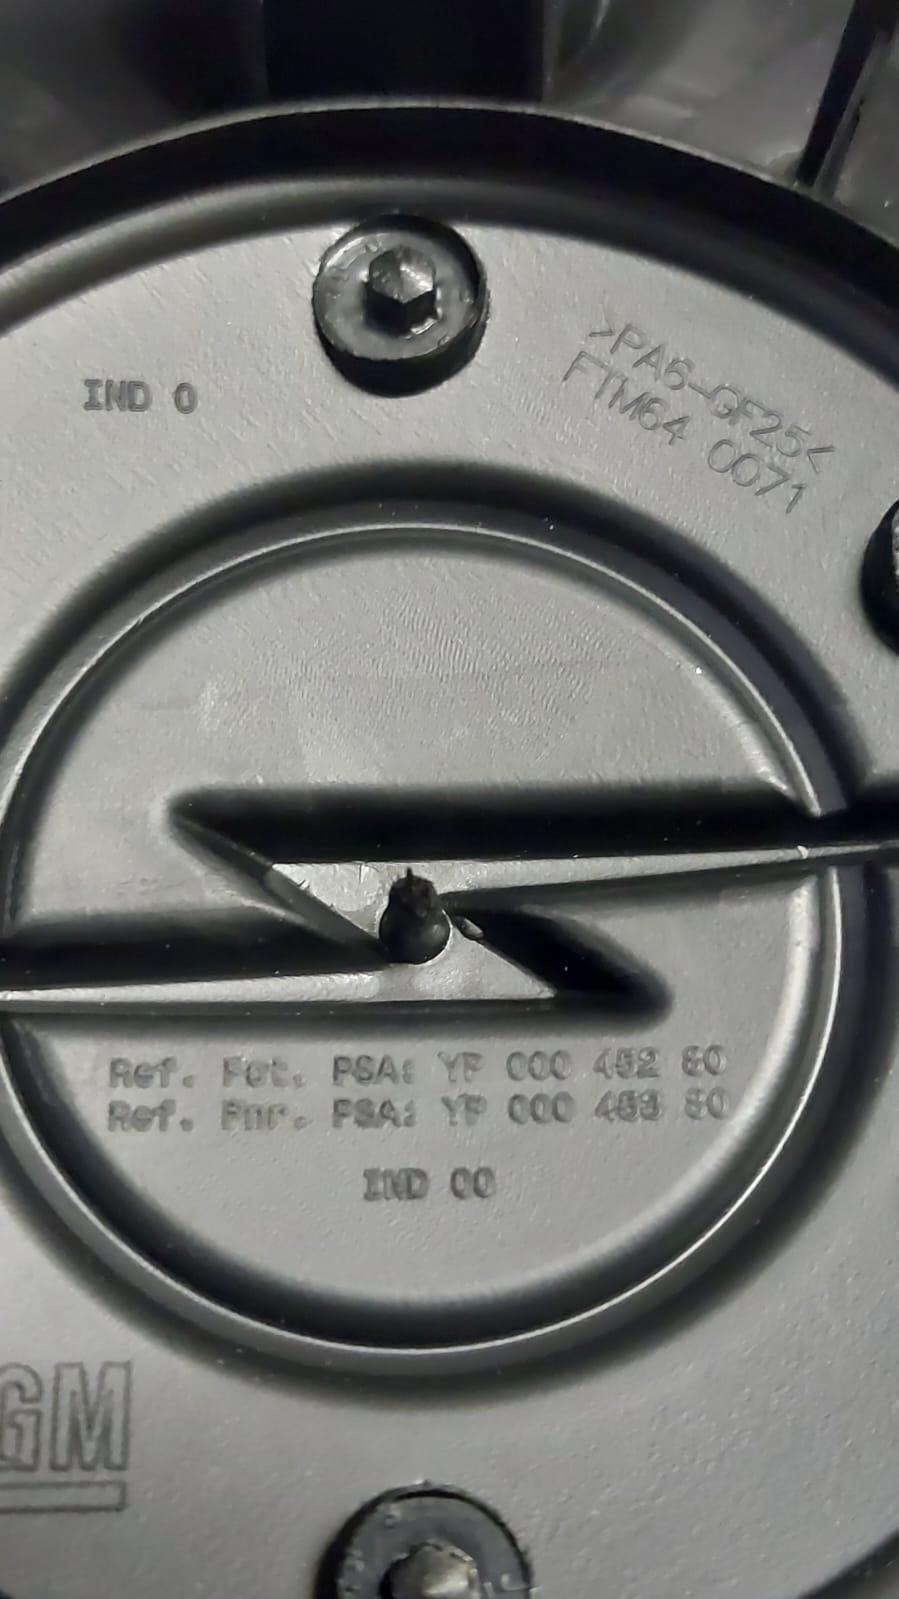 IND 0
>PA6-GF25<
FTM64 0071
Ref. Fot. PSA: YP 000 452 80
Ref. Fnr. PSA: YP 000 453 80
IND 00
GM